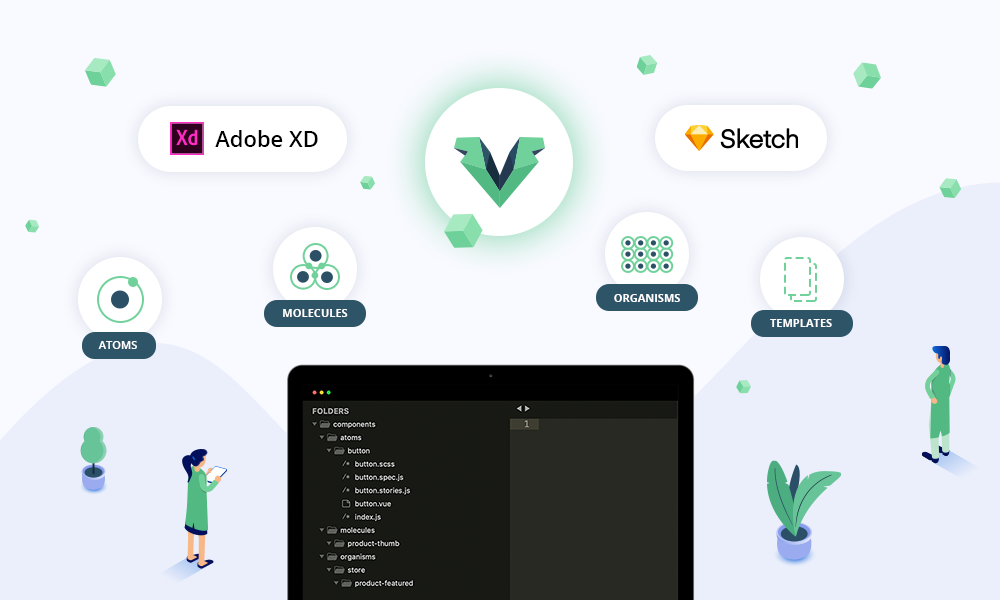 Xd Adobe XD
Sketch
ATOMS
MOLECULES
ORGANISMS
TEMPLATES
FOLDERS
components
atoms
button
/* button.scss
/* button.spec.js
/* button.stories.js
button.vue
/* index.js
molecules
product-thumb
organisms
store
product-featured
1